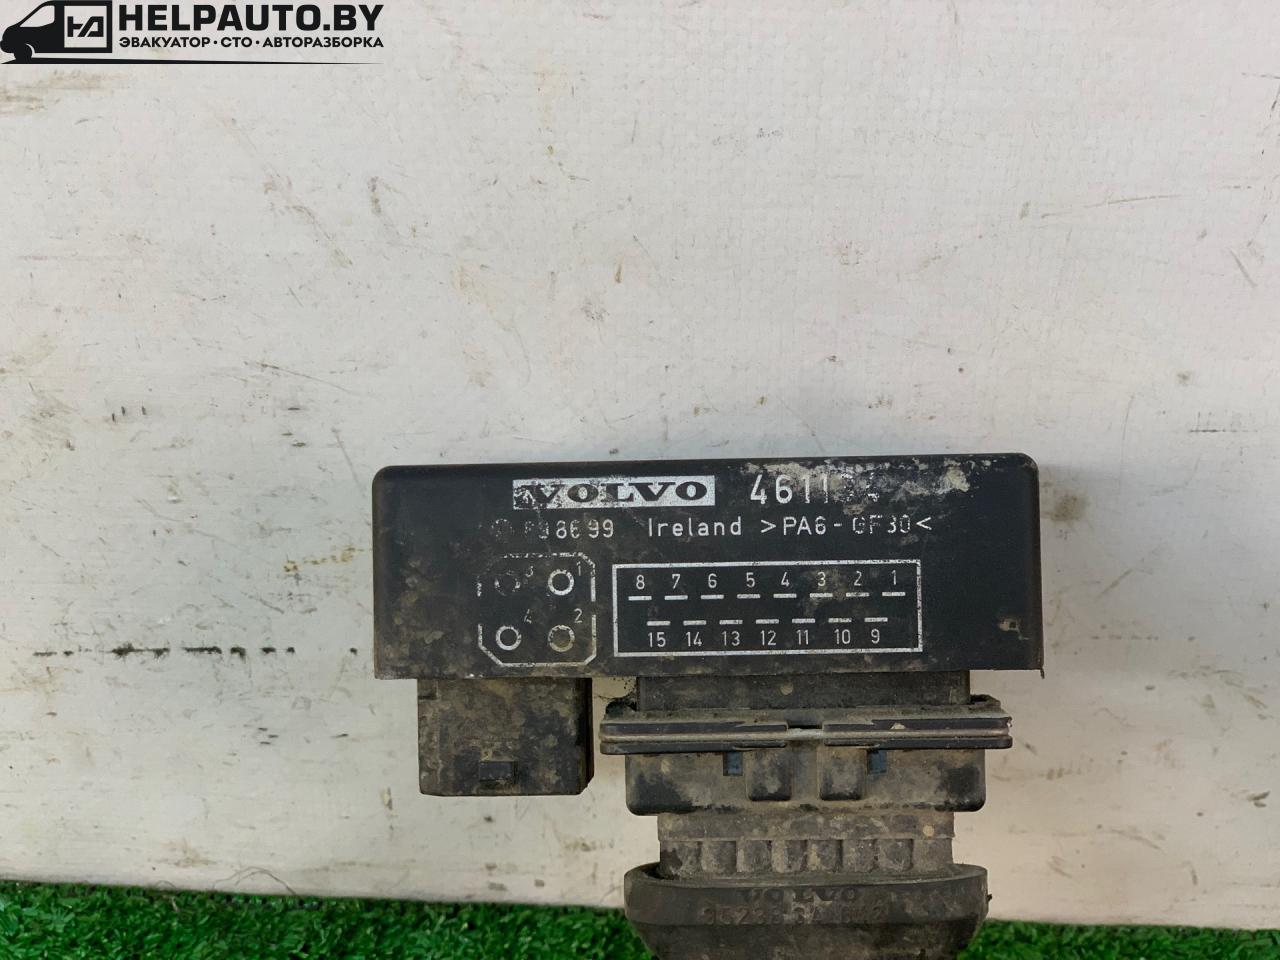 HELPAUTO.BY
ЭВАКУАТОР · СТО · АВТОРАЗБОРКА
VOLVO
Ireland >PA6-GF30<
3 1
4 2
8 7 6 5 4 3 2 1
15 14 13 12 11 10 9
VOLVO